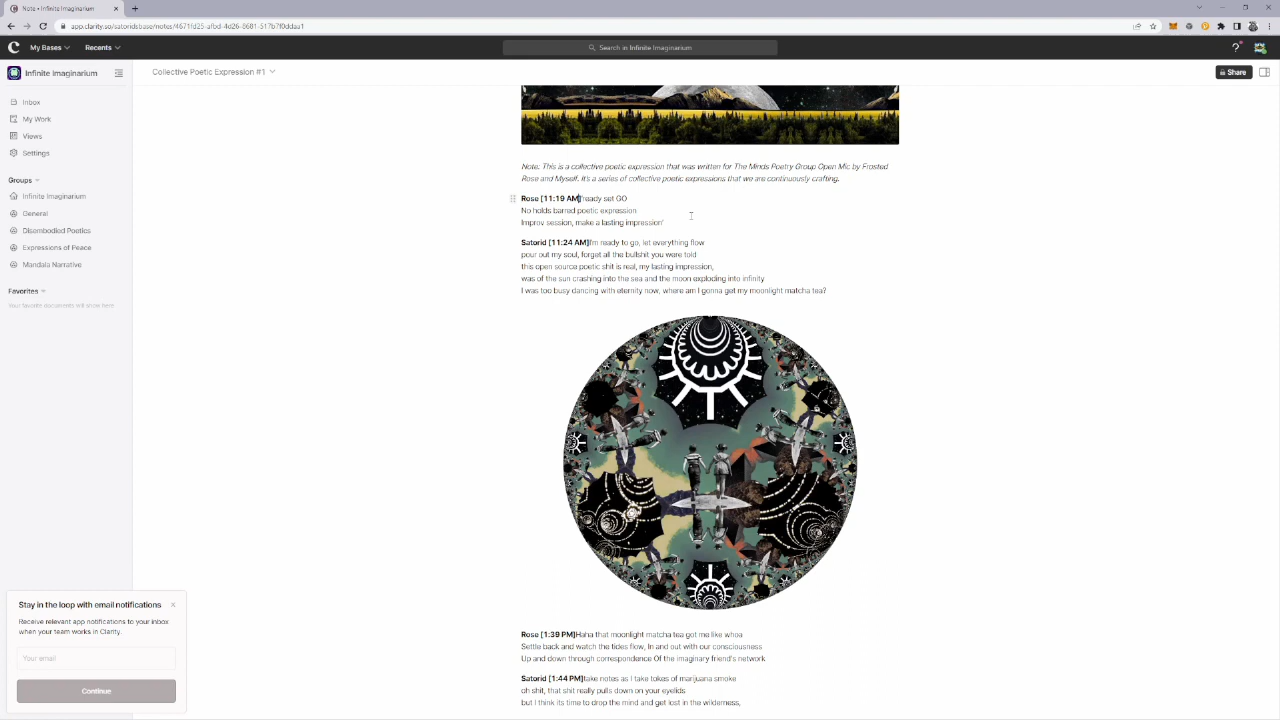 Note • Infinite Imaginarium
app.clarity.so/satoridsbase/notes/4671fd25-afbd-4d26-8681-517b7f0ddaa1
My Bases
Recents
Search in Infinite Imaginarium
Infinite Imaginarium
Collective Poetic Expression #1
Share
Inbox
My Work
Views
Settings
Groups
Infinite Imaginarium
General
Disembodied Poetics
Expressions of Peace
Mandala Narrative
Favorites
Your favorite documents will show here
Note: This is a collective poetic expression that was written for The Minds Poetry Group Open Mic by Frosted
Rose and Myself. It's a series of collective poetic expressions that we are continuously crafting.
Rose [11:19 AM]'ready set GO
No holds barred poetic expression
Improv session, make a lasting impression'
Satorid [11:24 AM]I'm ready to go, let everything flow
pour out my soul, forget all the bullshit you were told
this open source poetic shit is real, my lasting impression,
was of the sun crashing into the sea and the moon exploding into infinity
I was too busy dancing with eternity now, where am I gonna get my moonlight matcha tea?
Rose [1:39 PM]Haha that moonlight matcha tea got me like whoa
Settle back and watch the tides flow, In and out with our consciousness
Up and down through correspondence Of the imaginary friend's network
Satorid [1:44 PM]take notes as I take tokes of marijuana smoke
oh shit, that shit really pulls down on your eyelids
but I think its time to drop the mind and get lost in the wilderness,
Stay in the loop with email notifications
Receive relevant app notifications to your inbox
when your team works in Clarity.
Your email
Continue